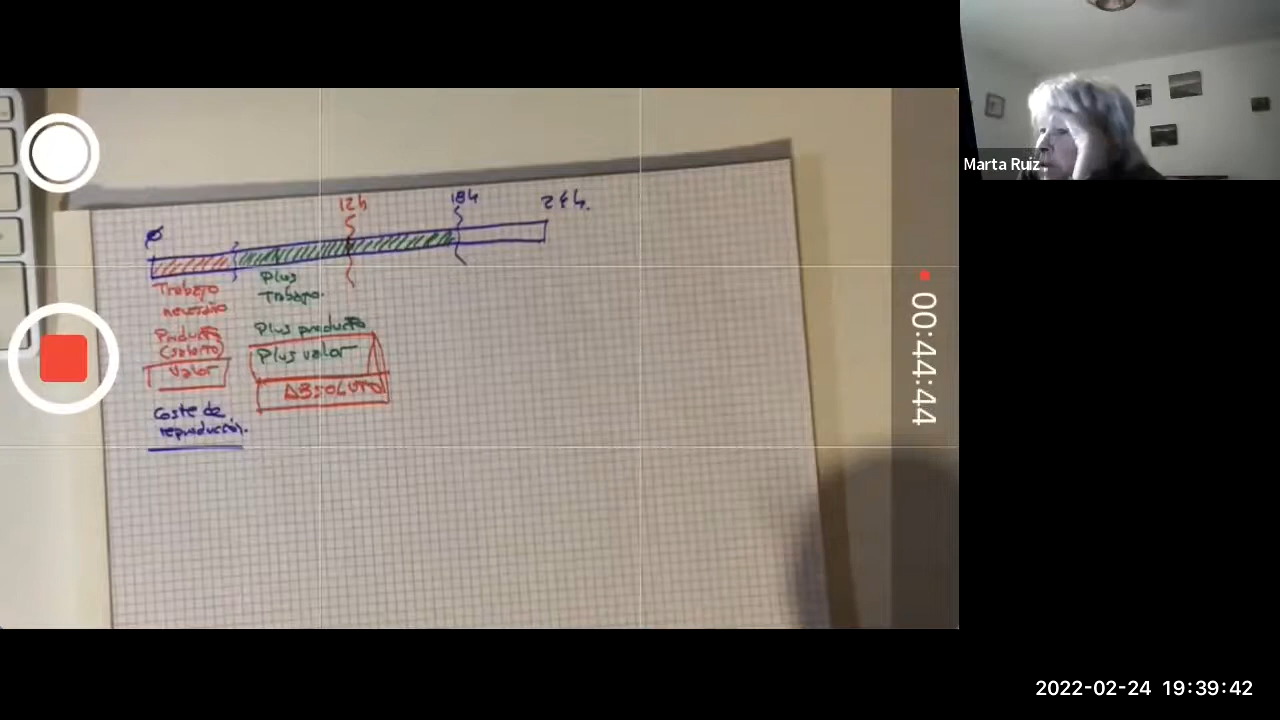 Ø
12h
18h
24h.
Trabajo
necesario
Producto
(salario)
Valor
Coste de
reproducción.
Plus
Trabajo.
Plus producto
Plus valor
ABSOLUTO
00:44:44
Marta Ruiz
2022-02-24 19:39:42